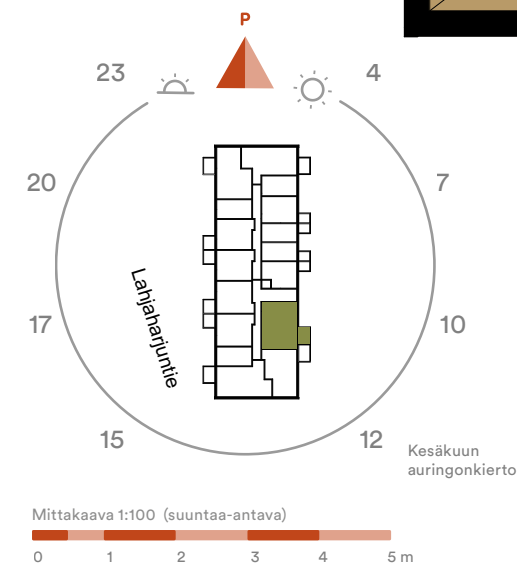 P
23
4
20
7
Lahjaharjuntie
17
10
15
12
Kesäkuun
auringonkierto
Mittakaava 1:100 (suuntaa-antava)
0 1 2 3 4 5 m